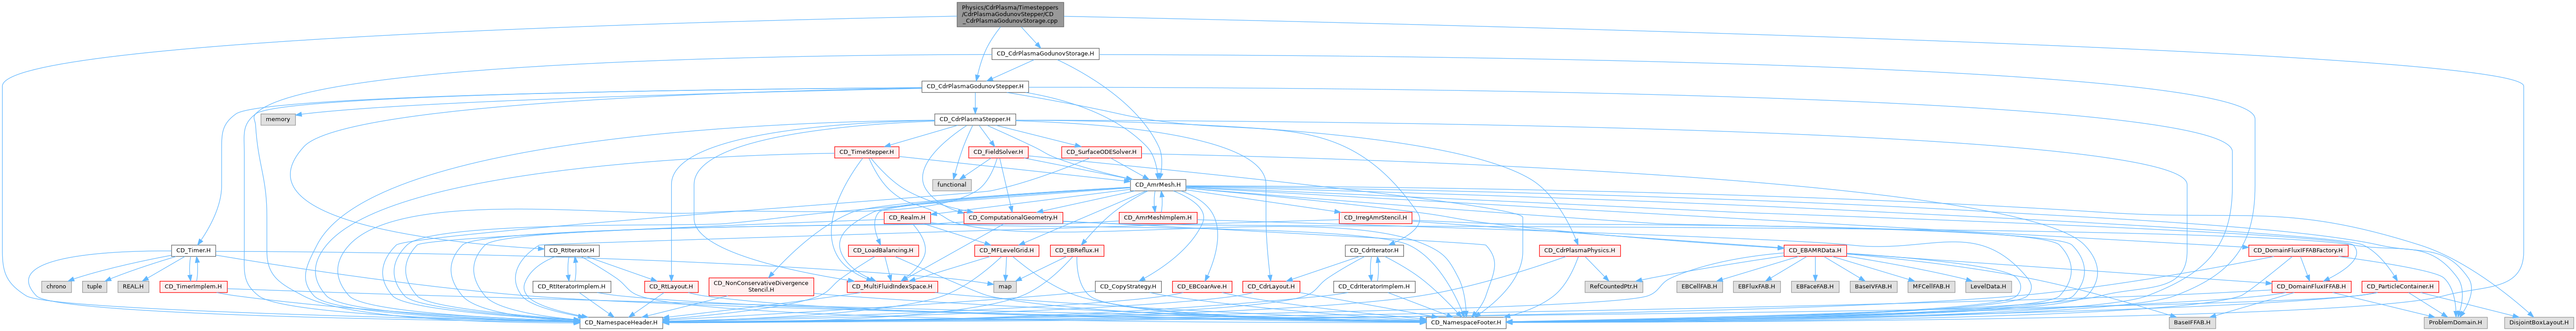 Physics/CdrPlasma/Timesteppers
/CdrPlasmaGodunovStepper/CD
_CdrPlasmaGodunovStorage.cpp
CD_CdrPlasmaGodunovStorage.H
CD_CdrPlasmaGodunovStepper.H
memory
CD_CdrPlasmaStepper.H
CD_TimeStepper.H
CD_FieldSolver.H
CD_SurfaceODESolver.H
functional
CD_AmrMesh.H
CD_Realm.H
CD_ComputationalGeometry.H
CD_AmrMeshImplem.H
CD_IrregAmrStencil.H
CD_Timer.H
CD_RtIterator.H
CD_LoadBalancing.H
CD_MFLevelGrid.H
CD_EBReflux.H
CD_CdrIterator.H
CD_CdrPlasmaPhysics.H
CD_EBAMRData.H
CD_DomainFluxIFFABFactory.H
chrono
tuple
REAL.H
CD_TimerImplem.H
CD_RtIteratorImplem.H
CD_RtLayout.H
CD_NonConservativeDivergence
Stencil.H
CD_MultiFluidIndexSpace.H
map
CD_CopyStrategy.H
CD_EBCoarAve.H
CD_CdrLayout.H
CD_CdrIteratorImplem.H
RefCountedPtr.H
EBCellFAB.H
EBFluxFAB.H
EBFaceFAB.H
BaseIVFAB.H
MFCellFAB.H
LevelData.H
CD_DomainFluxIFFAB.H
CD_ParticleContainer.H
CD_NamespaceHeader.H
CD_NamespaceFooter.H
BaseIFFAB.H
ProblemDomain.H
DisjointBoxLayout.H